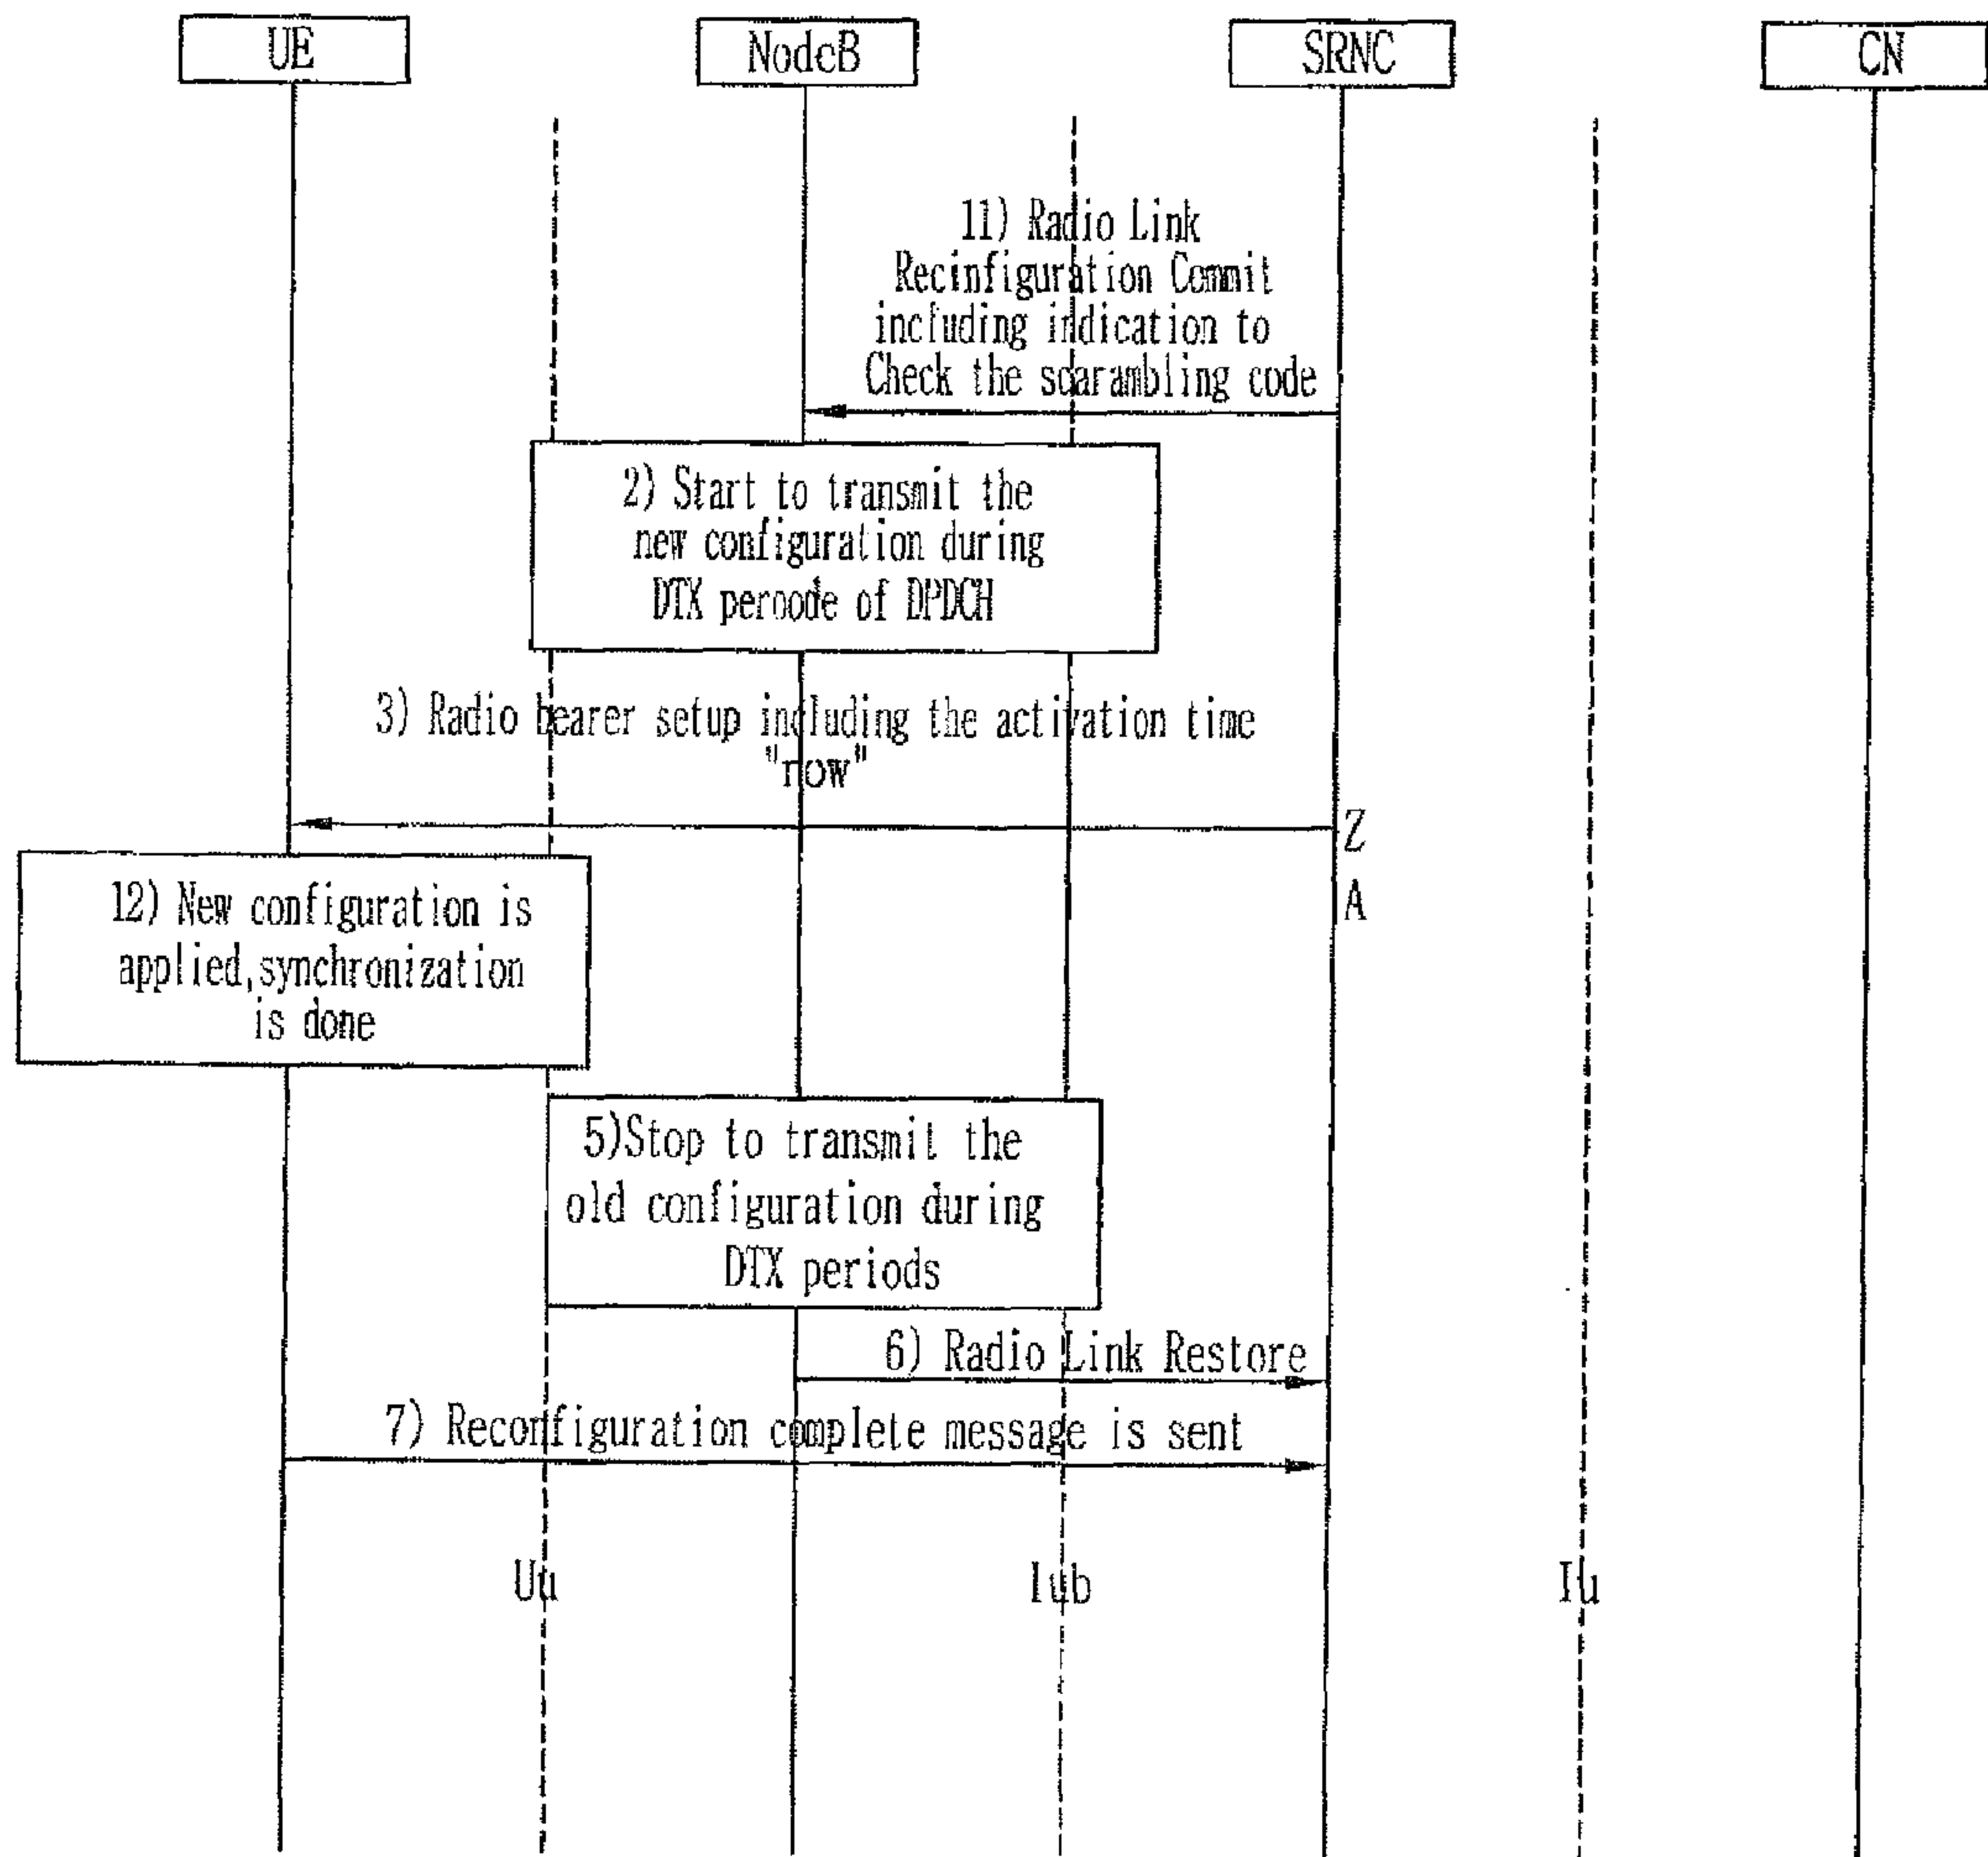 UE
NodeB
SRNC
CN
11) Radio Link
Recinfiguration Commit
including indication to
Check the scarambling code
2) Start to transmit the
new configuration during
DTX peroode of DPDCH
3) Radio bearer setup including the activation time
"now"
Z
A
12) New configuration is
applied,synchronization
is done
5)Stop to transmit the
old configuration during
DTX periods
6) Radio Link Restore
7) Reconfiguration complete message is sent
Uu
Iub
Iu